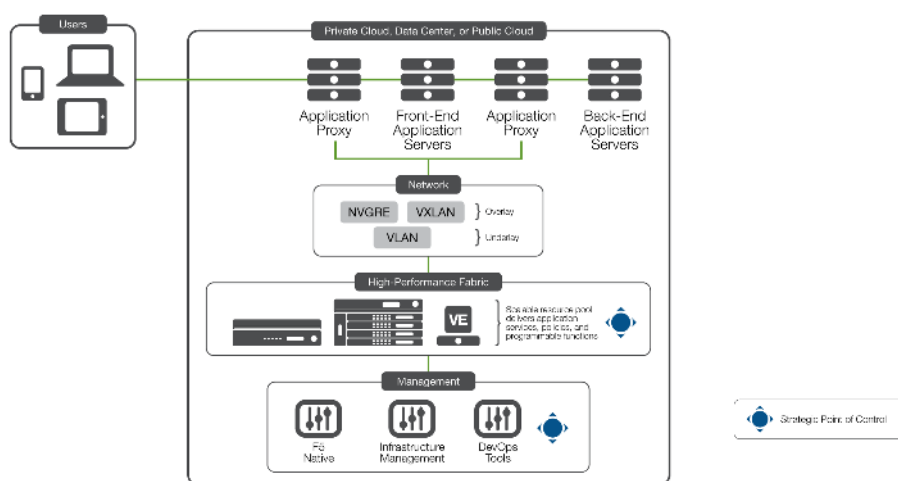 Users
Private Cloud, Data Center, or Public Cloud
Application
Proxy
Front-End
Application
Servers
Application
Proxy
Back-End
Application
Servers
Network
NVGRE
VXLAN
Overlay
VLAN
Underlay
High-Performance Fabric
VE
Scalable resource pool
delivers application
services, policies, and
programmable functions
Management
F5
Native
Infrastructure
Management
DevOps
Tools
Strategic Point of Control